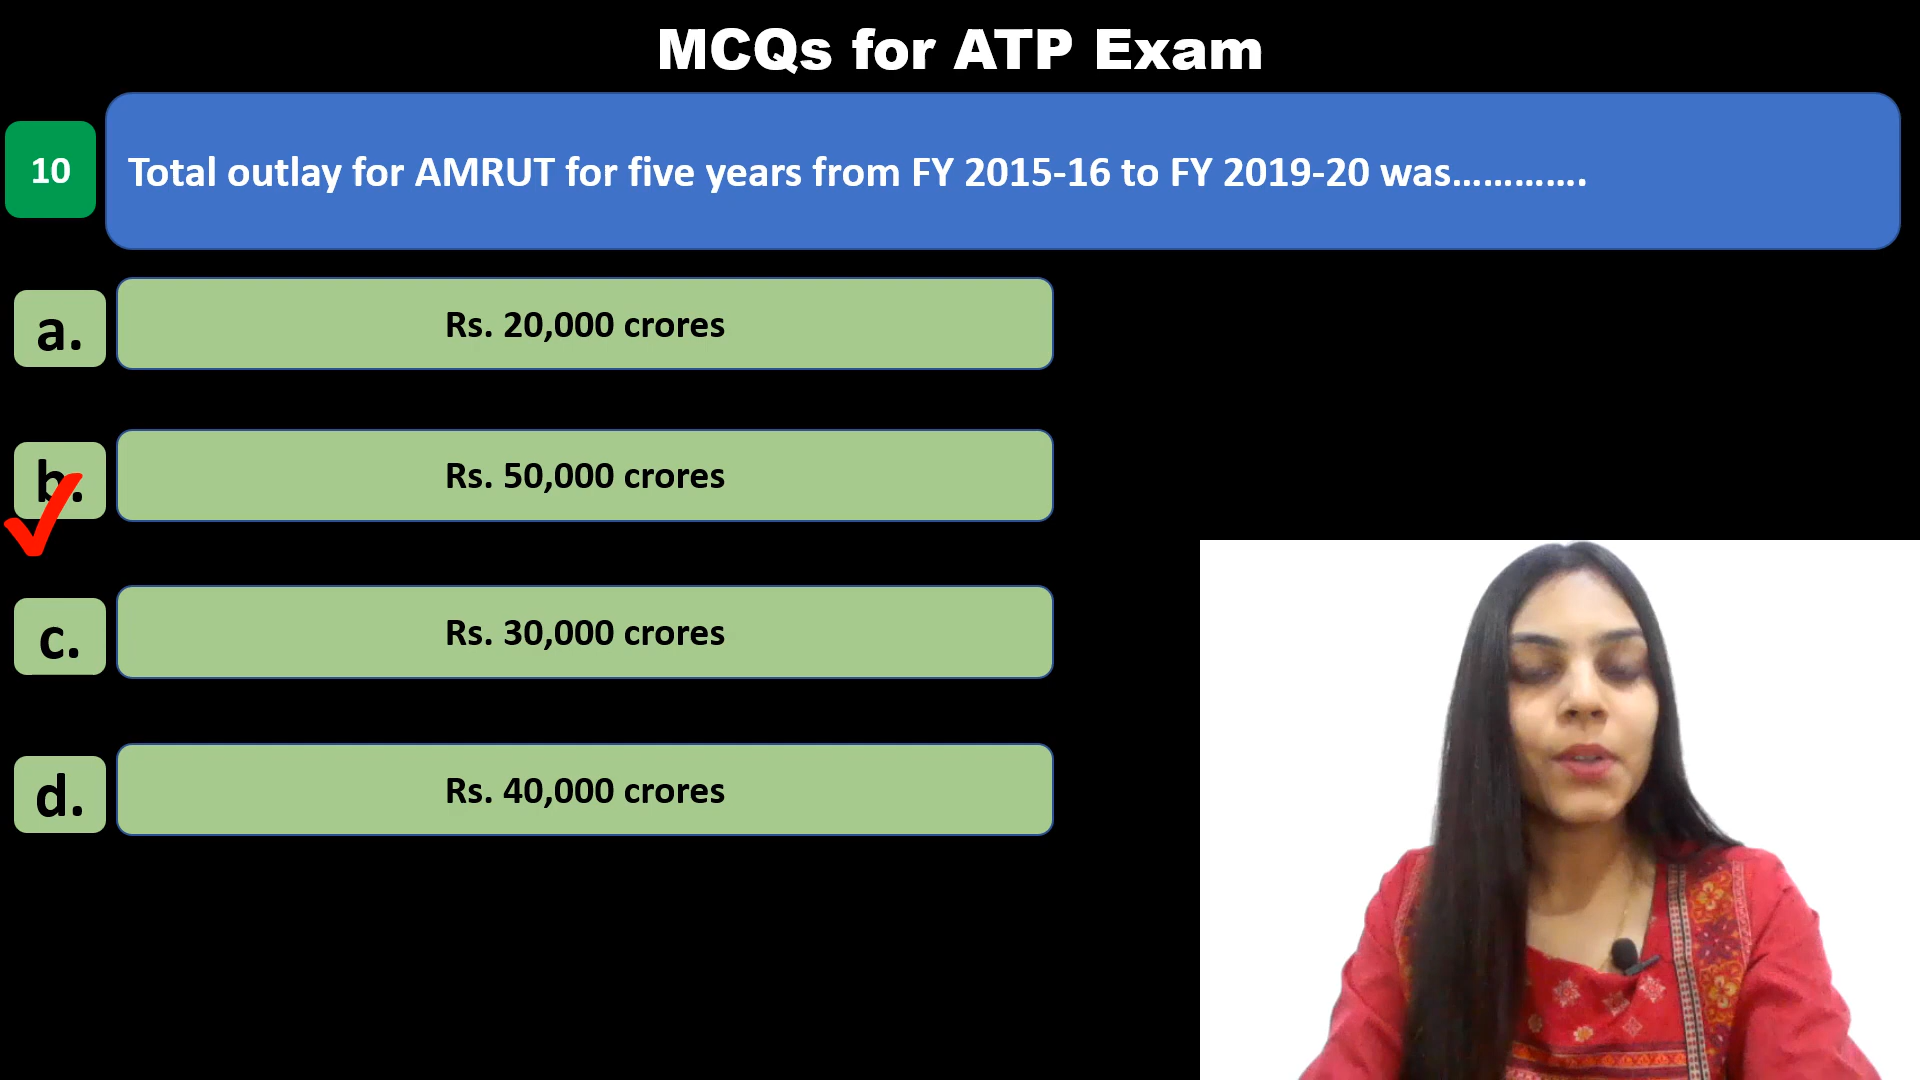 MCQs for ATP Exam
10
Total outlay for AMRUT for five years from FY 2015-16 to FY 2019-20 was.............
a.
Rs. 20,000 crores
b.
Rs. 50,000 crores
c.
Rs. 30,000 crores
d.
Rs. 40,000 crores